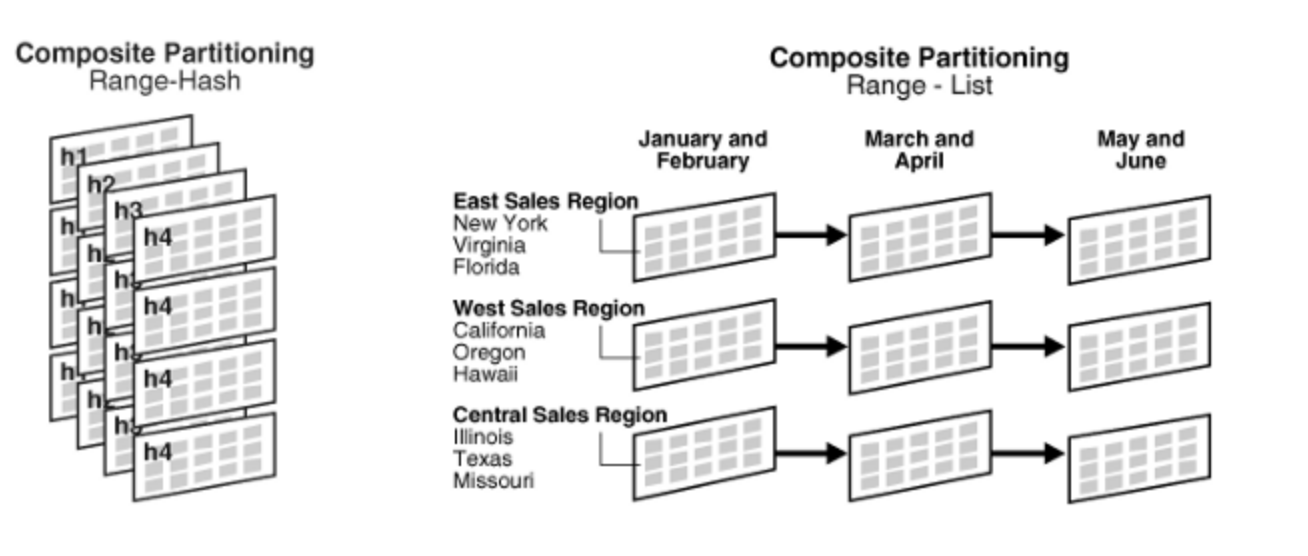 Composite Partitioning
Range-Hash
h1
h2
h3
h4
h4
h4
h4
Composite Partitioning
Range - List
January and
February
March and
April
May and
June
East Sales Region
New York
Virginia
Florida
West Sales Region
California
Oregon
Hawaii
Central Sales Region
Illinois
Texas
Missouri